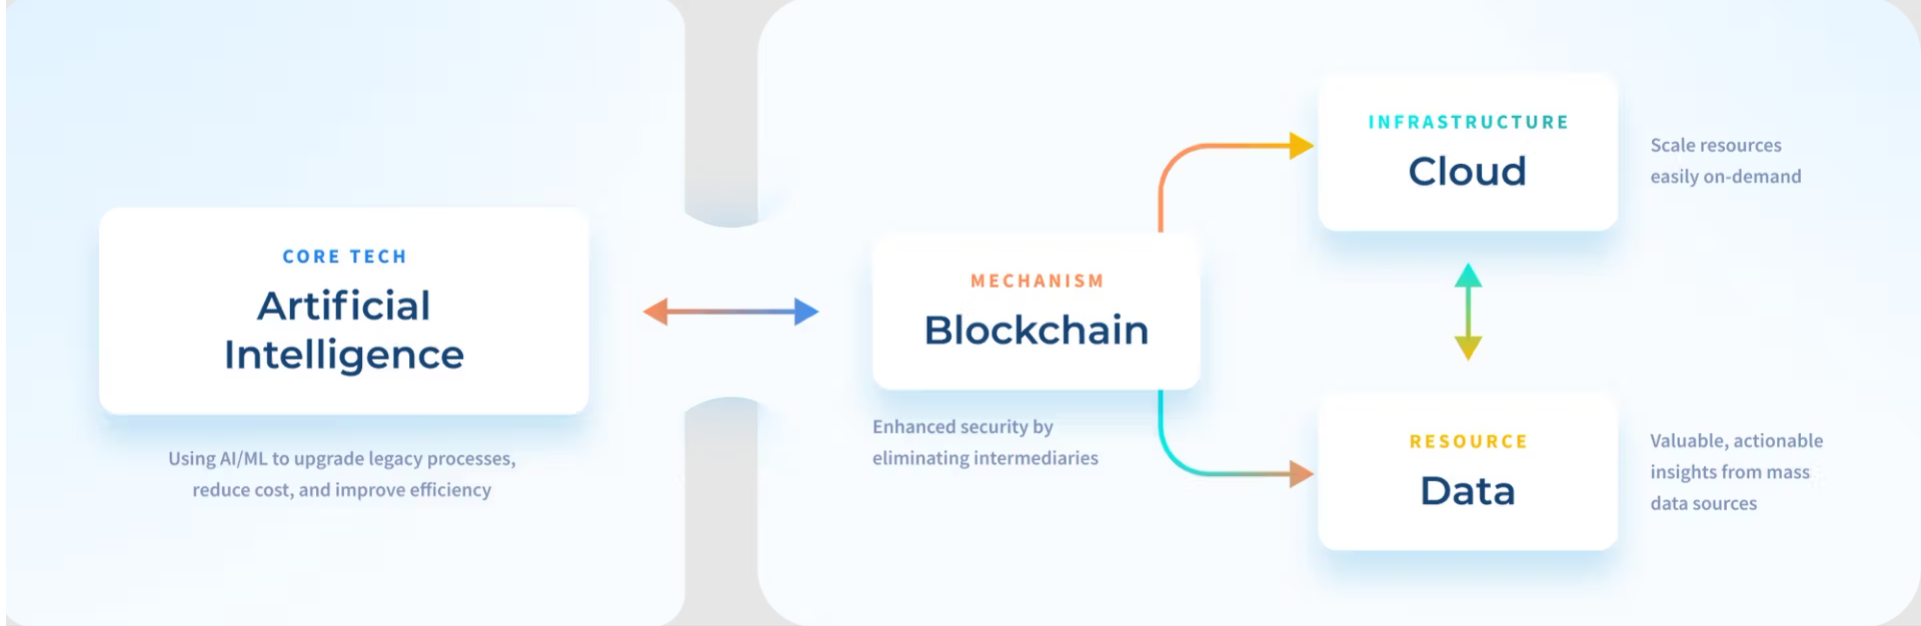 CORE TECH
Artificial
Intelligence
Using AI/ML to upgrade legacy processes,
reduce cost, and improve efficiency
MECHANISM
Blockchain
Enhanced security by
eliminating intermediaries
INFRASTRUCTURE
Cloud
Scale resources
easily on-demand
RESOURCE
Data
Valuable, actionable
insights from mass
data sources